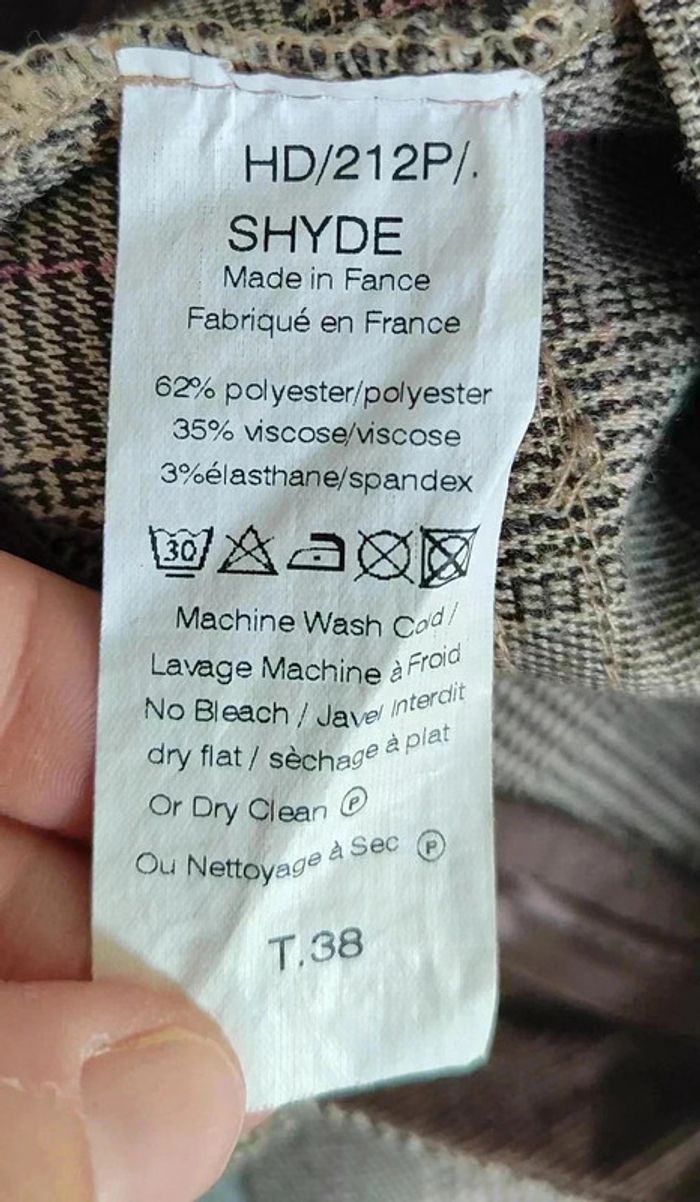 HD/212P/.
SHYDE
Made in Fance
Fabriqué en France
62% polyester/polyester
35% viscose/viscose
3%élasthane/spandex
30
Machine Wash Cold/
Lavage Machine à Froid
No Bleach / Javel Interdit
dry flat / sèchage à plat
Or Dry Clean Ⓟ
Ou Nettoyage à Sec Ⓟ
T.38